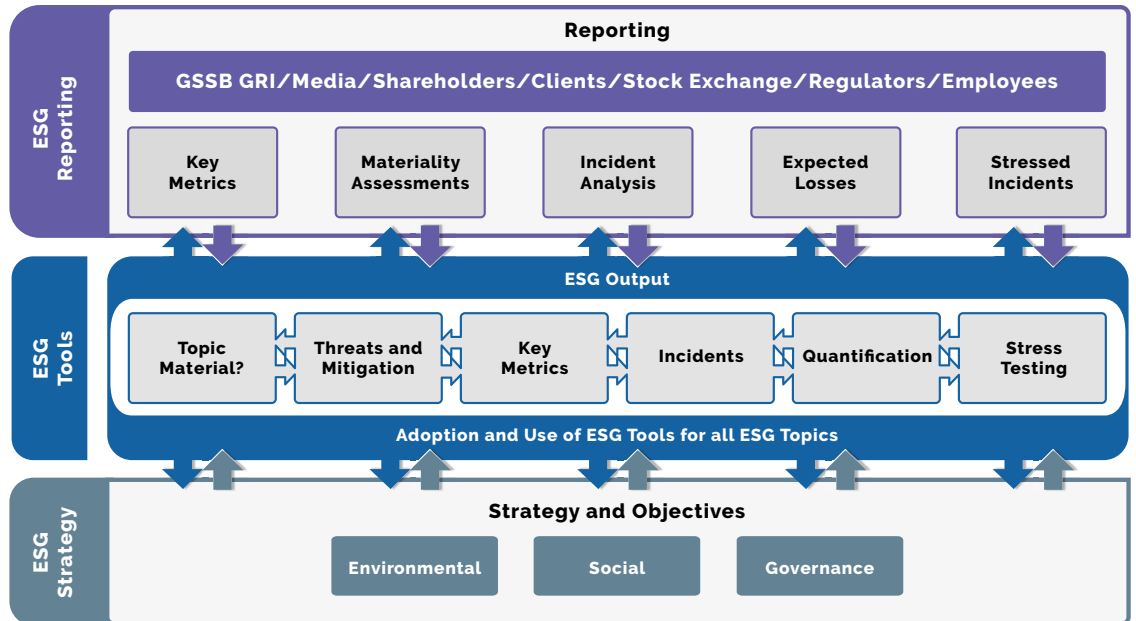 ESG
Reporting
Reporting
GSSB GRI/Media/Shareholders/Clients/Stock Exchange/Regulators/Employees
Key
Metrics
Materiality
Assessments
Incident
Analysis
Expected
Losses
Stressed
Incidents
ESG
Tools
ESG Output
Topic
Material?
Threats and
Mitigation
Key
Metrics
Incidents
Quantification
Stress
Testing
Adoption and Use of ESG Tools for all ESG Topics
ESG
Strategy
Strategy and Objectives
Environmental
Social
Governance